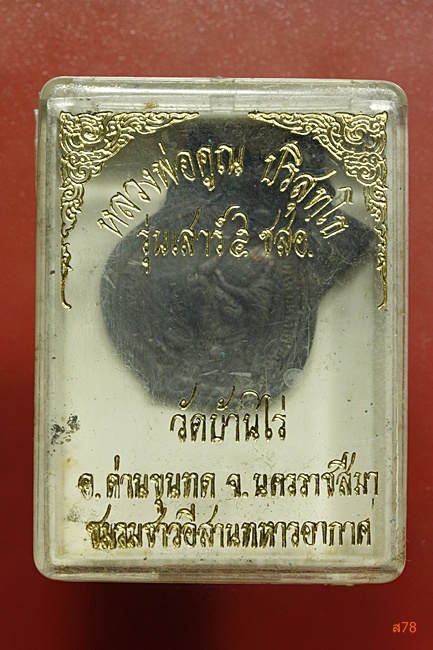 หลวงพ่อคูณ ปริสุทฺโธ
รุ่นเสาร์ ๕ ชสอ.
วัดบ้านไร่
อ.ด่านขุนทด จ.นครราชสีมา
ชมรมชาวอีสานทหารอากาศ
ส78